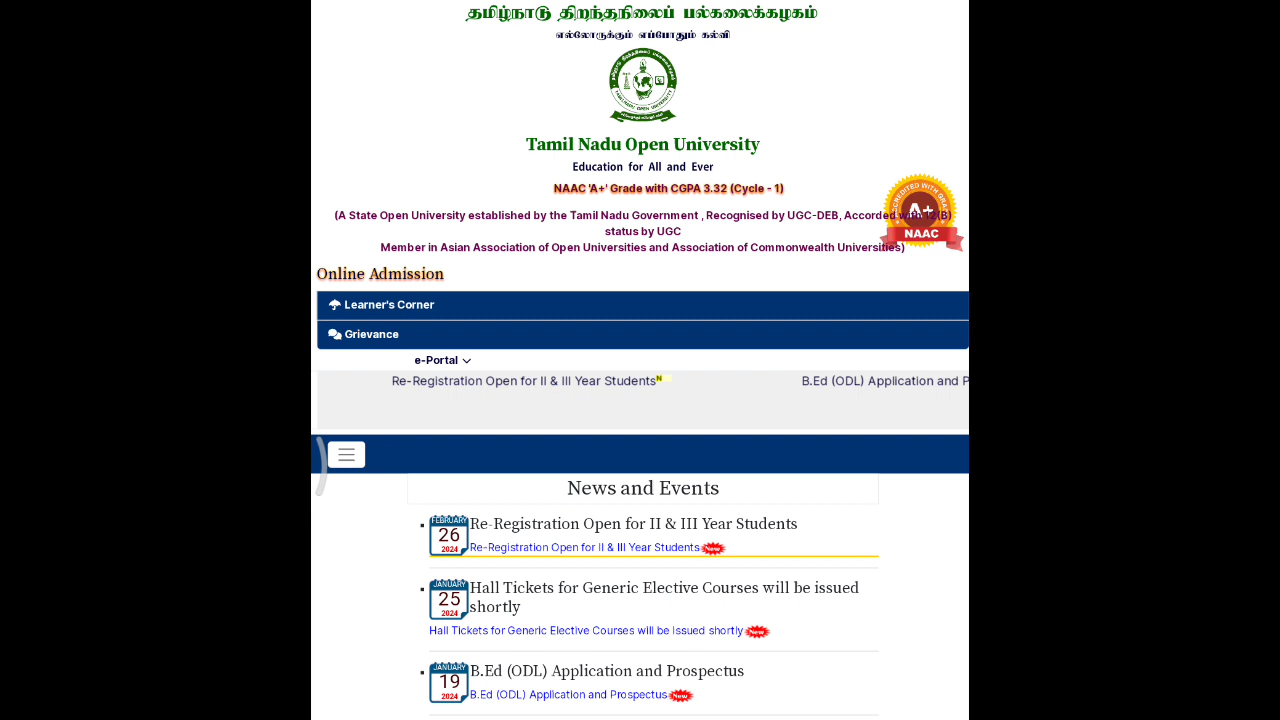 தமிழ்நாடு திறந்தநிலைப் பல்கலைக்கழகம்
எல்லோருக்கும் எப்போதும் கல்வி
Tamil Nadu Open University
Education for All and Ever
NAAC 'A+' Grade with CGPA 3.32 (Cycle - 1)
ACCREDITED WITH GRADE
A+
NAAC
(A State Open University established by the Tamil Nadu Government , Recognised by UGC-DEB, Accorded with 12(B)
status by UGC
Member in Asian Association of Open Universities and Association of Commonwealth Universities)
Online Admission
Learner's Corner
Grievance
e-Portal
Re-Registration Open for II & III Year Students N B.Ed (ODL) Application and P
News and Events
FEBRUARY
26
2024
Re-Registration Open for II & III Year Students
Re-Registration Open for II & III Year Students New
JANUARY
25
2024
Hall Tickets for Generic Elective Courses will be issued
shortly
Hall Tickets for Generic Elective Courses will be issued shortly New
JANUARY
19
2024
B.Ed (ODL) Application and Prospectus
B.Ed (ODL) Application and Prospectus New